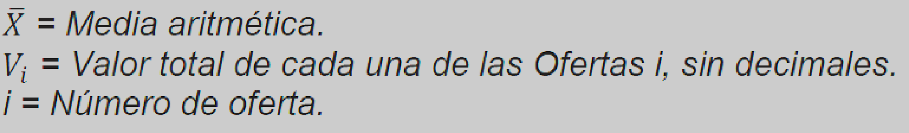 X̅ = Media aritmética.
Vᵢ = Valor total de cada una de las Ofertas i, sin decimales.
i = Número de oferta.